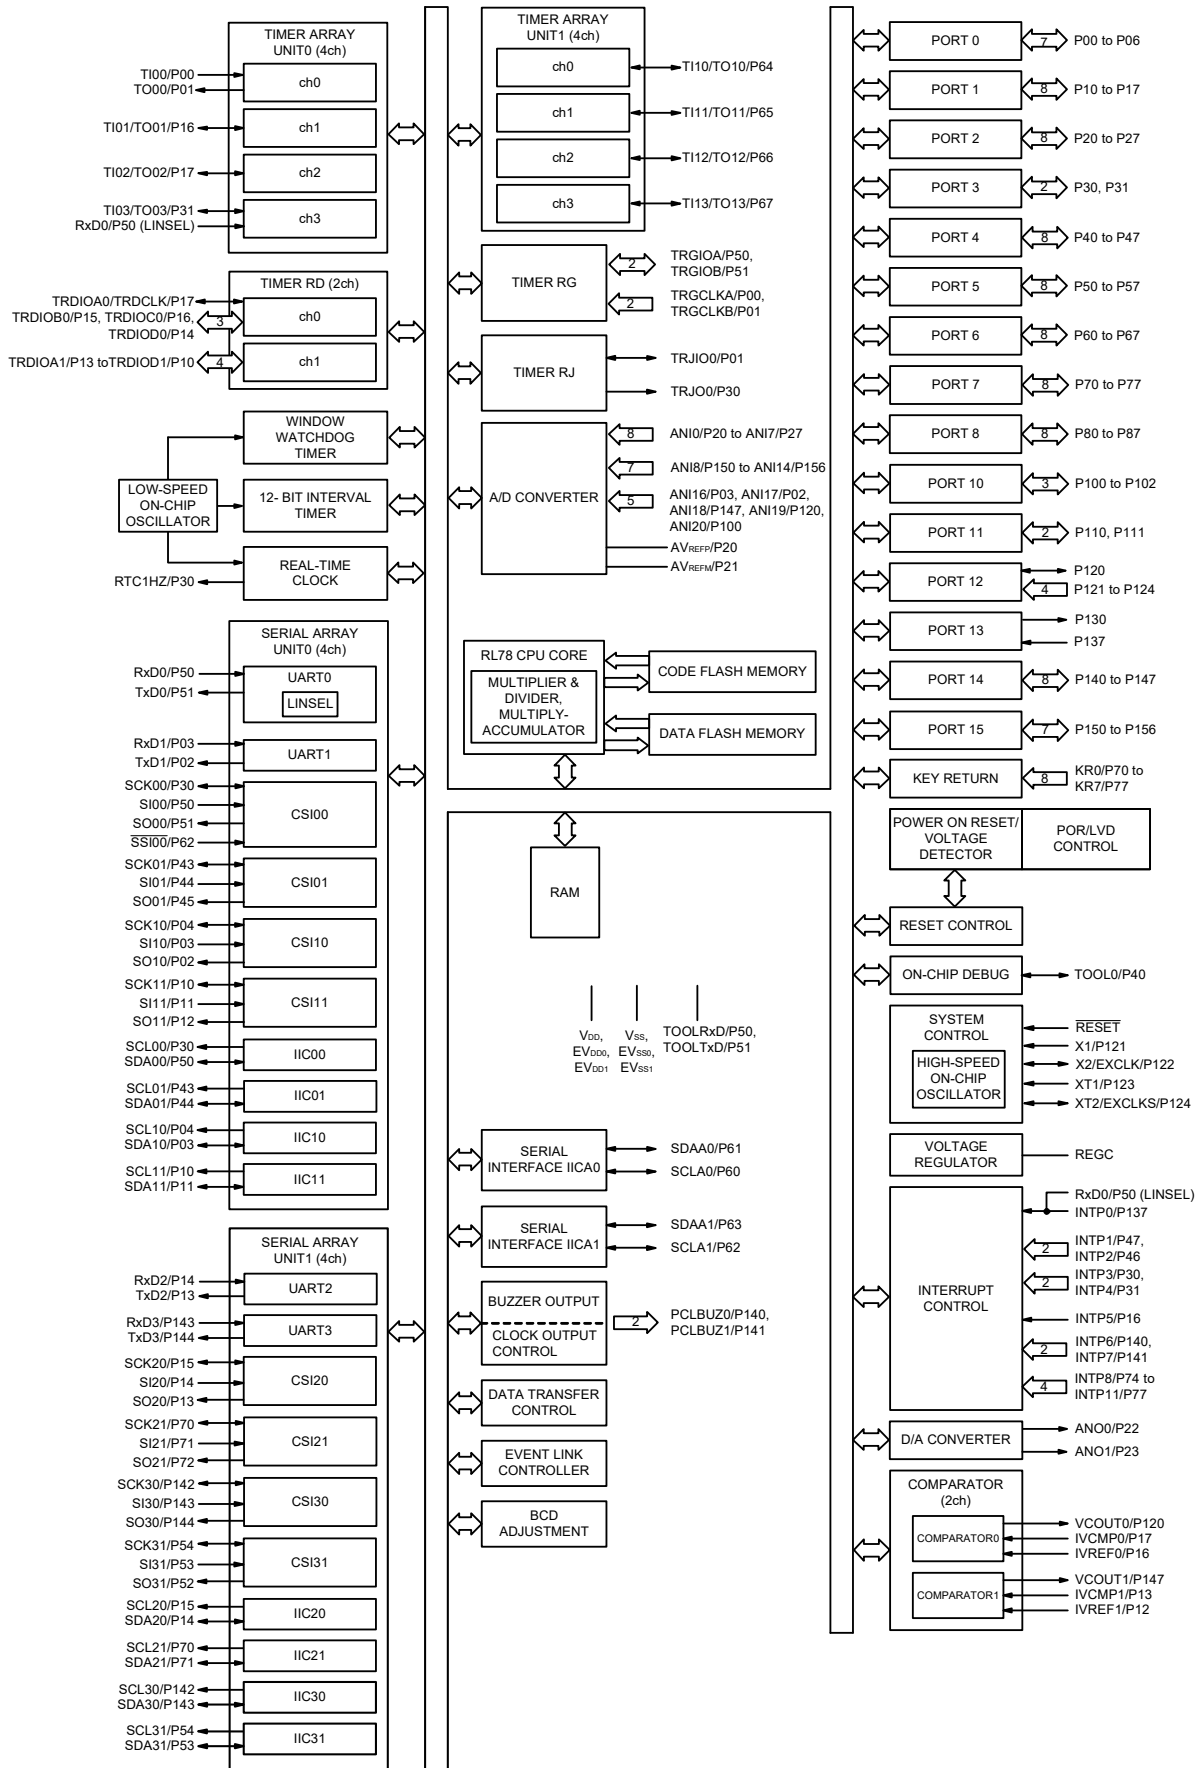 TIMER ARRAY
UNIT0 (4ch)
TI00/P00
TO00/P01
ch0
TI01/TO01/P16
ch1
TI02/TO02/P17
ch2
TI03/TO03/P31
RxD0/P50 (LINSEL)
ch3
TIMER RD (2ch)
TRDIOA0/TRDCLK/P17
TRDIOB0/P15, TRDIOC0/P16,
TRDIOD0/P14
3
ch0
TRDIOA1/P13 toTRDIOD1/P10
4
ch1
WINDOW
WATCHDOG
TIMER
LOW-SPEED
ON-CHIP
OSCILLATOR
12- BIT INTERVAL
TIMER
RTC1HZ/P30
REAL-TIME
CLOCK
SERIAL ARRAY
UNIT0 (4ch)
RxD0/P50
TxD0/P51
UART0
LINSEL
RxD1/P03
TxD1/P02
UART1
SCK00/P30
SI00/P50
SO00/P51
SSI00/P62
CSI00
SCK01/P43
SI01/P44
SO01/P45
CSI01
SCK10/P04
SI10/P03
SO10/P02
CSI10
SCK11/P10
SI11/P11
SO11/P12
CSI11
SCL00/P30
SDA00/P50
IIC00
SCL01/P43
SDA01/P44
IIC01
SCL10/P04
SDA10/P03
IIC10
SCL11/P10
SDA11/P11
IIC11
SERIAL ARRAY
UNIT1 (4ch)
RxD2/P14
TxD2/P13
UART2
RxD3/P143
TxD3/P144
UART3
SCK20/P15
SI20/P14
SO20/P13
CSI20
SCK21/P70
SI21/P71
SO21/P72
CSI21
SCK30/P142
SI30/P143
SO30/P144
CSI30
SCK31/P54
SI31/P53
SO31/P52
CSI31
SCL20/P15
SDA20/P14
IIC20
SCL21/P70
SDA21/P71
IIC21
SCL30/P142
SDA30/P143
IIC30
SCL31/P54
SDA31/P53
IIC31
TIMER ARRAY
UNIT1 (4ch)
ch0
TI10/TO10/P64
ch1
TI11/TO11/P65
ch2
TI12/TO12/P66
ch3
TI13/TO13/P67
TIMER RG
2
TRGIOA/P50,
TRGIOB/P51
2
TRGCLKA/P00,
TRGCLKB/P01
TIMER RJ
TRJIO0/P01
TRJO0/P30
A/D CONVERTER
8
ANI0/P20 to ANI7/P27
7
ANI8/P150 to ANI14/P156
5
ANI16/P03, ANI17/P02,
ANI18/P147, ANI19/P120,
ANI20/P100
AVREFP/P20
AVREFM/P21
RL78 CPU CORE
MULTIPLIER &
DIVIDER,
MULTIPLY-
ACCUMULATOR
CODE FLASH MEMORY
DATA FLASH MEMORY
RAM
VDD,
EVDD0,
EVDD1
VSS,
EVSS0,
EVSS1
TOOLRxD/P50,
TOOLTxD/P51
SERIAL
INTERFACE IICA0
SDAA0/P61
SCLA0/P60
SERIAL
INTERFACE IICA1
SDAA1/P63
SCLA1/P62
BUZZER OUTPUT
CLOCK OUTPUT
CONTROL
2
PCLBUZ0/P140,
PCLBUZ1/P141
DATA TRANSFER
CONTROL
EVENT LINK
CONTROLLER
BCD
ADJUSTMENT
PORT 0
7
P00 to P06
PORT 1
8
P10 to P17
PORT 2
8
P20 to P27
PORT 3
2
P30, P31
PORT 4
8
P40 to P47
PORT 5
8
P50 to P57
PORT 6
8
P60 to P67
PORT 7
8
P70 to P77
PORT 8
8
P80 to P87
PORT 10
3
P100 to P102
PORT 11
2
P110, P111
PORT 12
P120
4
P121 to P124
PORT 13
P130
P137
PORT 14
8
P140 to P147
PORT 15
7
P150 to P156
KEY RETURN
8
KR0/P70 to
KR7/P77
POWER ON RESET/
VOLTAGE
DETECTOR
POR/LVD
CONTROL
RESET CONTROL
ON-CHIP DEBUG
TOOL0/P40
SYSTEM
CONTROL
HIGH-SPEED
ON-CHIP
OSCILLATOR
RESET
X1/P121
X2/EXCLK/P122
XT1/P123
XT2/EXCLKS/P124
VOLTAGE
REGULATOR
REGC
INTERRUPT
CONTROL
RxD0/P50 (LINSEL)
INTP0/P137
2
INTP1/P47,
INTP2/P46
2
INTP3/P30,
INTP4/P31
INTP5/P16
2
INTP6/P140,
INTP7/P141
4
INTP8/P74 to
INTP11/P77
D/A CONVERTER
ANO0/P22
ANO1/P23
COMPARATOR
(2ch)
COMPARATOR0
VCOUT0/P120
IVCMP0/P17
IVREF0/P16
COMPARATOR1
VCOUT1/P147
IVCMP1/P13
IVREF1/P12